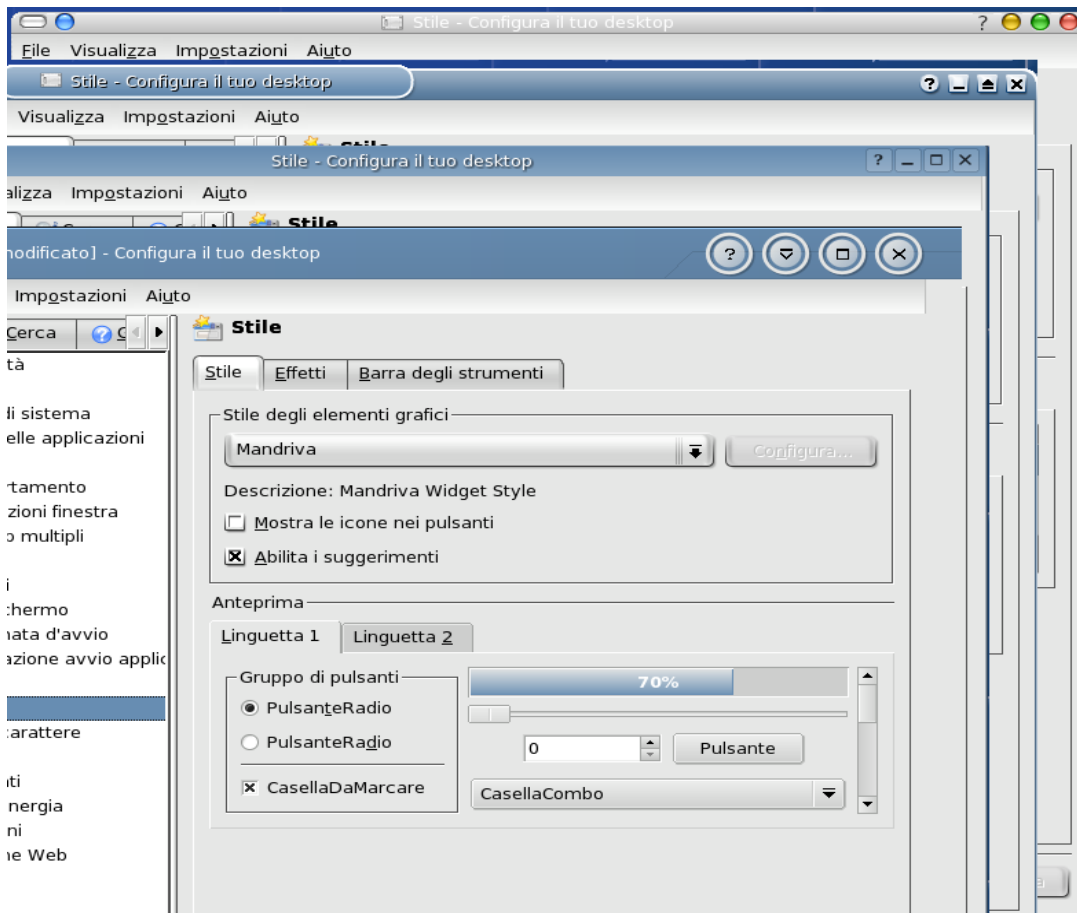 Stile - Configura il tuo desktop
?
File Visualizza Impostazioni Aiuto
Stile - Configura il tuo desktop
?
Visualizza Impostazioni Aiuto
Stile
Stile - Configura il tuo desktop
?
alizza Impostazioni Aiuto
Stile
modificato] - Configura il tuo desktop
?
Impostazioni Aiuto
Cerca
Stile
tà
di sistema
elle applicazioni
rtamento
zioni finestra
o multipli
i
chermo
nata d'avvio
azione avvio applic
carattere
ti
nergia
ni
ne Web
Stile Effetti Barra degli strumenti
Stile degli elementi grafici
Mandriva
Configura...
Descrizione: Mandriva Widget Style
Mostra le icone nei pulsanti
Abilita i suggerimenti
Anteprima
Linguetta 1 Linguetta 2
Gruppo di pulsanti
PulsanteRadio
PulsanteRadio
CasellaDaMarcare
70%
0 Pulsante
CasellaCombo